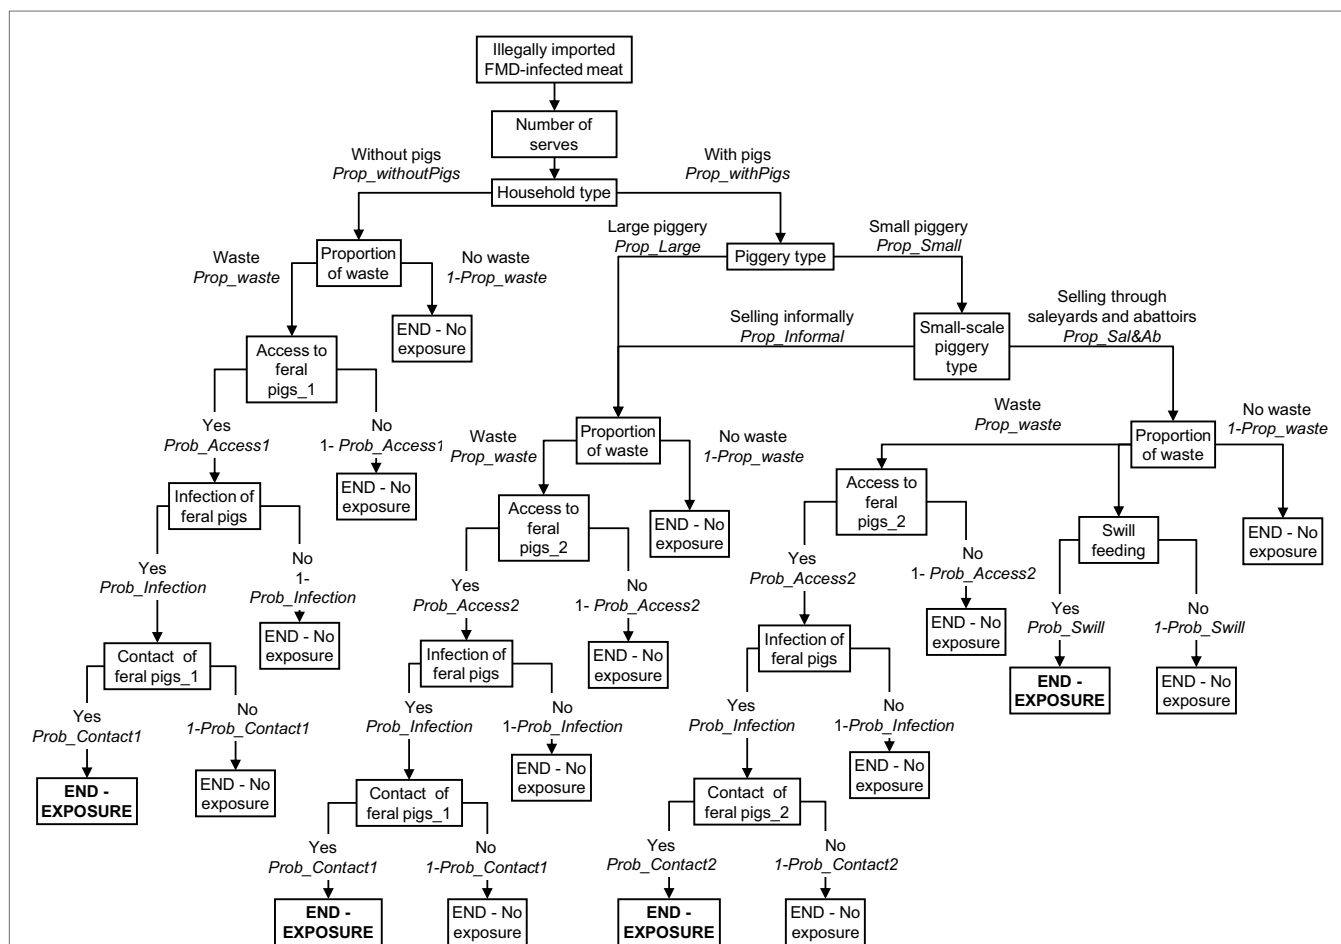 Illegally imported
FMD-infected meat
Number of
serves
Without pigs
Prop_withoutPigs
With pigs
Prop_withPigs
Household type
Large piggery
Prop_Large
Small piggery
Prop_Small
Piggery type
Waste
Prop_waste
Proportion
of waste
No waste
1-Prop_waste
END - No
exposure
Selling informally
Prop_Informal
Small-scale
piggery
type
Selling through
saleyards and abattoirs
Prop_Sal&Ab
Access to
feral
pigs_1
Yes
Prob_Access1
No
1- Prob_Access1
END - No
exposure
Infection of
feral pigs
Yes
Prob_Infection
No
1-
Prob_Infection
END - No
exposure
Contact of
feral pigs_1
Yes
Prob_Contact1
No
1-Prob_Contact1
END -
EXPOSURE
END - No
exposure
Waste
Prop_waste
Proportion
of waste
No waste
1-Prop_waste
END - No
exposure
Access to
feral
pigs_2
Yes
Prob_Access2
No
1- Prob_Access2
END - No
exposure
Infection of
feral pigs
Yes
Prob_Infection
No
1-Prob_Infection
END - No
exposure
Contact of
feral pigs_1
Yes
Prob_Contact1
No
1-Prob_Contact1
END -
EXPOSURE
END - No
exposure
Waste
Prop_waste
Proportion
of waste
No waste
1-Prop_waste
END - No
exposure
Access to
feral
pigs_2
Yes
Prob_Access2
No
1- Prob_Access2
END - No
exposure
Swill
feeding
Yes
Prob_Swill
No
1-Prob_Swill
END -
EXPOSURE
END - No
exposure
Infection of
feral pigs
Yes
Prob_Infection
No
1-Prob_Infection
END - No
exposure
Contact of
feral pigs_2
Yes
Prob_Contact2
No
1-Prob_Contact2
END -
EXPOSURE
END - No
exposure